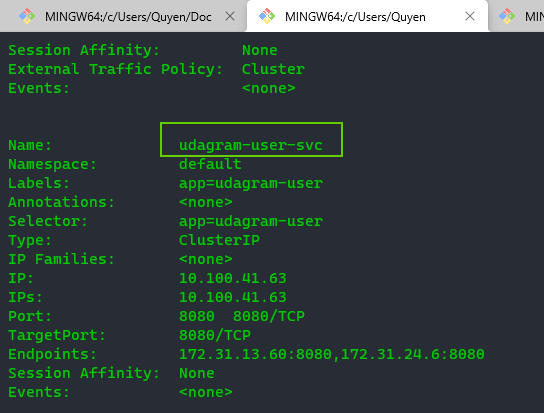 MINGW64:/c/Users/Quyen/Doc MINGW64:/c/Users/Quyen
Session Affinity: None
External Traffic Policy: Cluster
Events: <none>
Name: udagram-user-svc
Namespace: default
Labels: app=udagram-user
Annotations: <none>
Selector: app=udagram-user
Type: ClusterIP
IP Families: <none>
IP: 10.100.41.63
IPs: 10.100.41.63
Port: 8080 8080/TCP
TargetPort: 8080/TCP
Endpoints: 172.31.13.60:8080,172.31.24.6:8080
Session Affinity: None
Events: <none>